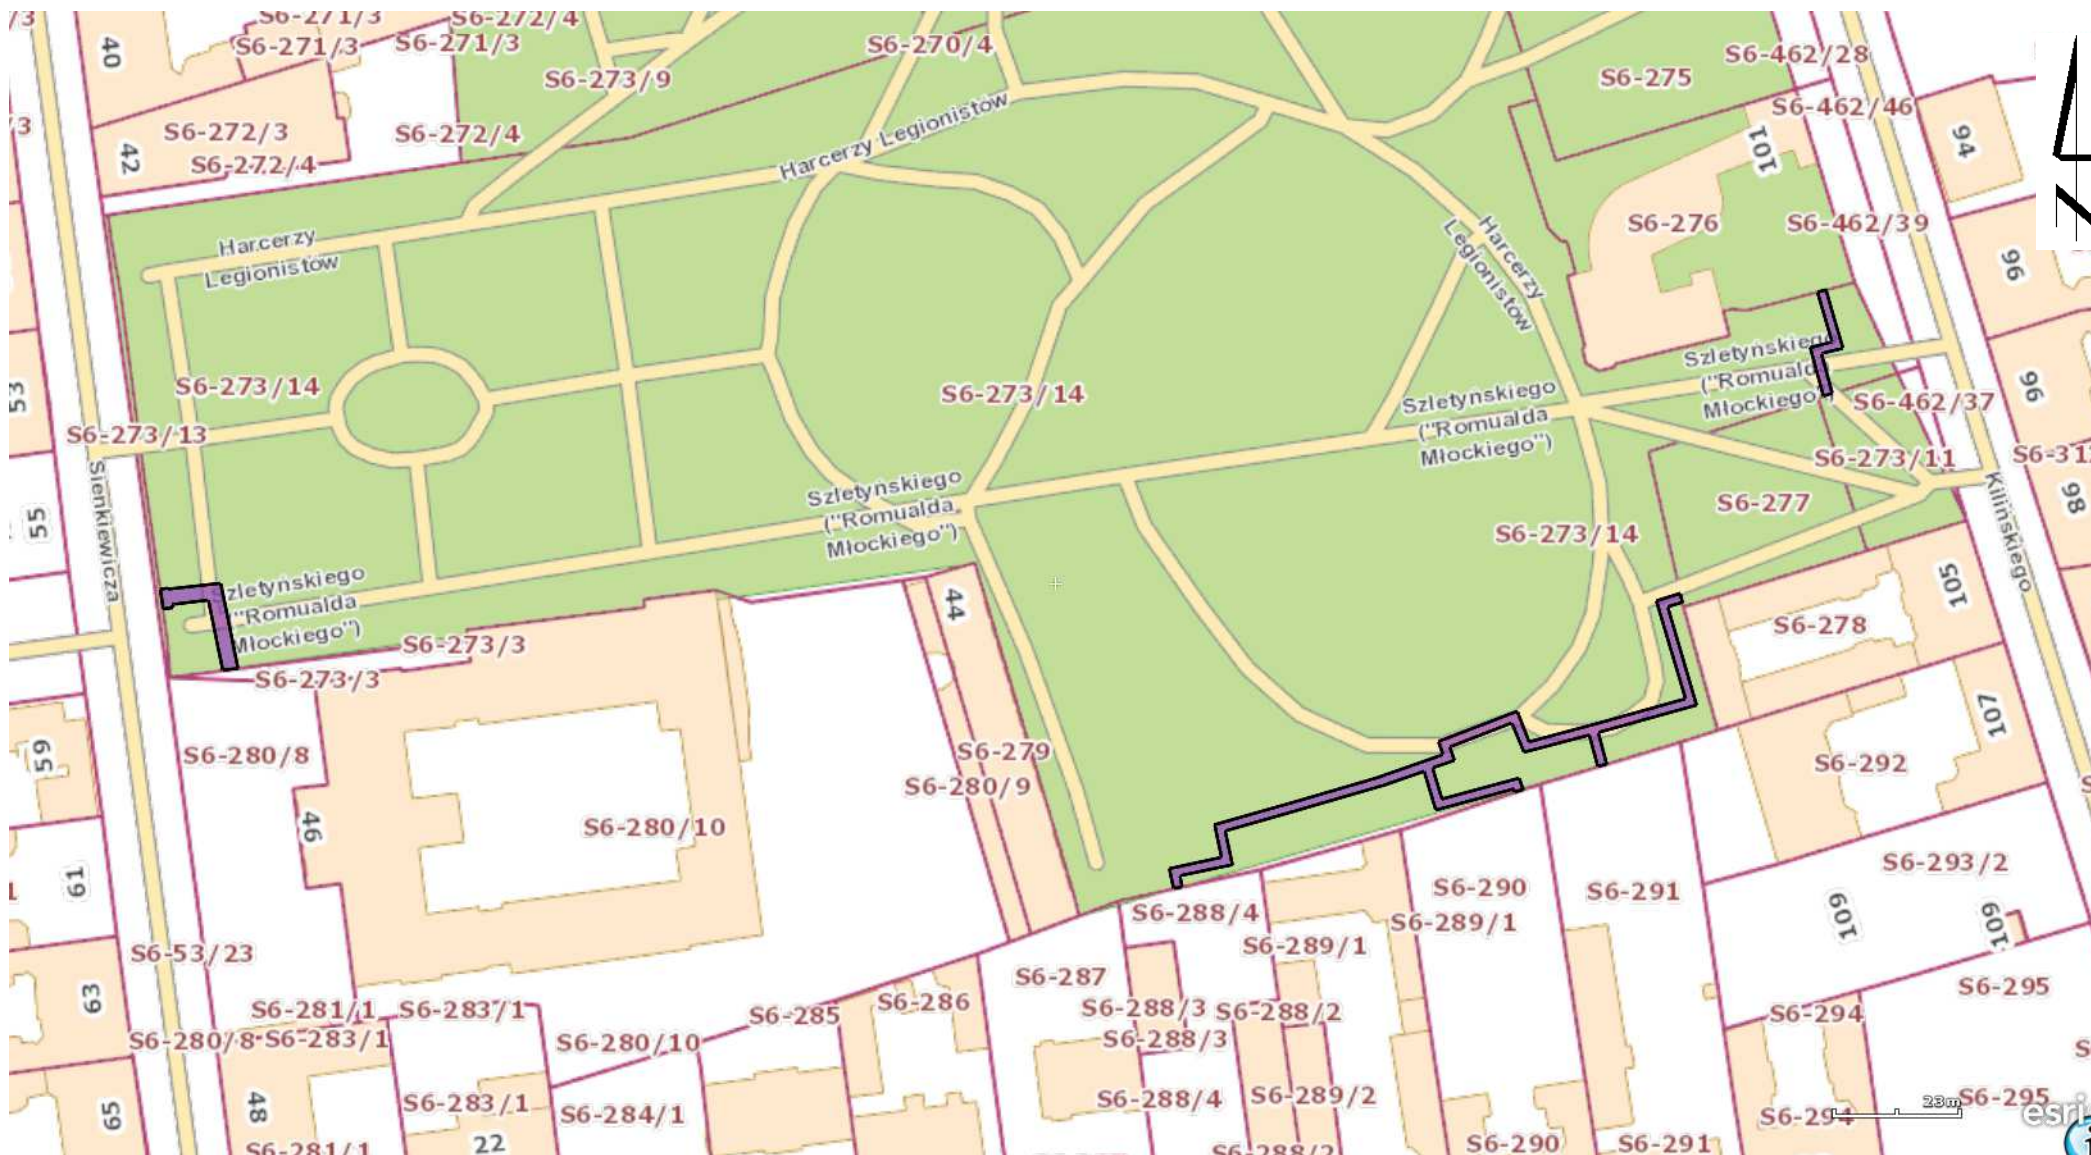 S6-271/3
S6-272/4
40
S6-271/3
S6-271/3
S6-270/4
S6-462/28
S6-273/9
S6-275
S6-462/46
S6-272/3
S6-272/4
Harcerzy Legionistów
101
94
42
S6-272/4
S6-276
S6-462/39
Harcerzy
Legionistów
Harcerzy
Legionistów
96
S6-273/14
S6-273/14
Szletyńskiego
("Romualda
Młockiego")
Szletyńskiego
("Romualda
Młockiego")
96
53
S6-462/37
S6-273/13
S6-273/11
Sienkiewicza
Szletyńskiego
("Romualda
Młockiego")
S6-277
Kilińskiego
98
55
S6-273/14
Szletyńskiego
("Romualda
Młockiego")
44
105
S6-278
S6-273/3
S6-273/3
107
59
S6-280/8
S6-279
S6-280/9
S6-292
46
S6-280/10
61
S6-293/2
S6-290
S6-291
109
109
S6-288/4
S6-289/1
S6-289/1
S6-53/23
S6-287
63
S6-281/1
S6-283/1
S6-285
S6-286
S6-288/3
S6-288/2
S6-295
S6-294
S6-280/8
S6-283/1
S6-280/10
S6-288/3
65
48
S6-283/1
S6-284/1
S6-288/4
S6-289/2
23m
S6-295
S6-294
esri
S6-281/1
22
S6-288/2
S6-290
S6-291